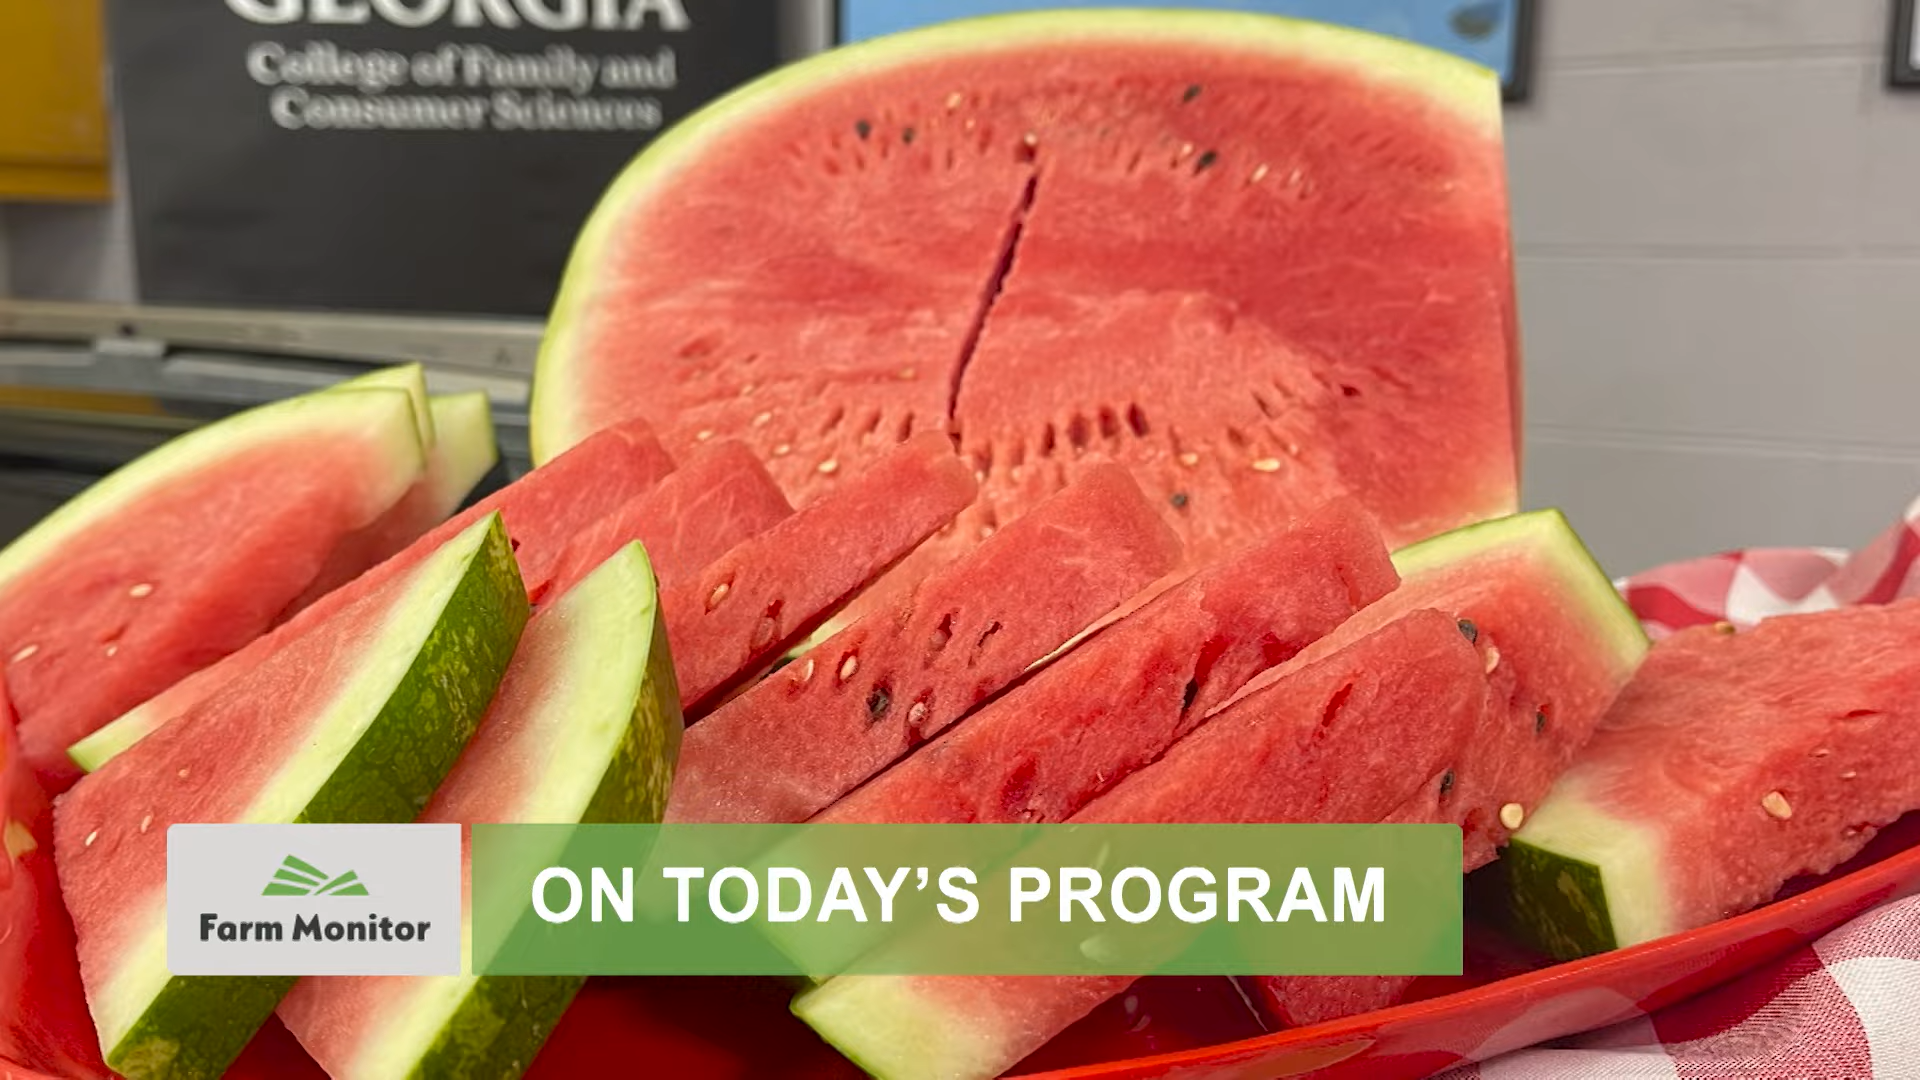 GEORGIA
College of Family and
Consumer Sciences
Farm Monitor
ON TODAY’S PROGRAM